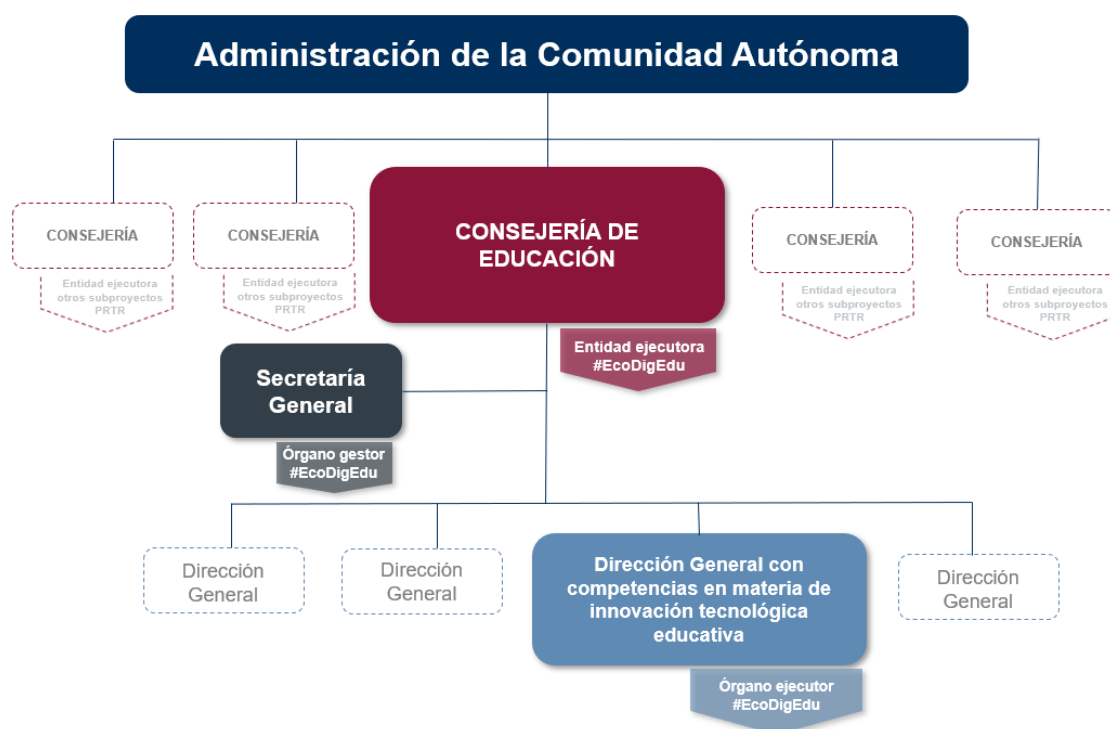 Administración de la Comunidad Autónoma
CONSEJERÍA
Entidad ejecutora
otros subproyectos
PRTR
CONSEJERÍA
Entidad ejecutora
otros subproyectos
PRTR
CONSEJERÍA DE
EDUCACIÓN
Entidad ejecutora
#EcoDigEdu
CONSEJERÍA
Entidad ejecutora
otros subproyectos
PRTR
CONSEJERÍA
Entidad ejecutora
otros subproyectos
PRTR
Secretaría
General
Órgano gestor
#EcoDigEdu
Dirección
General
Dirección
General
Dirección General con
competencias en materia de
innovación tecnológica
educativa
Órgano ejecutor
#EcoDigEdu
Dirección
General